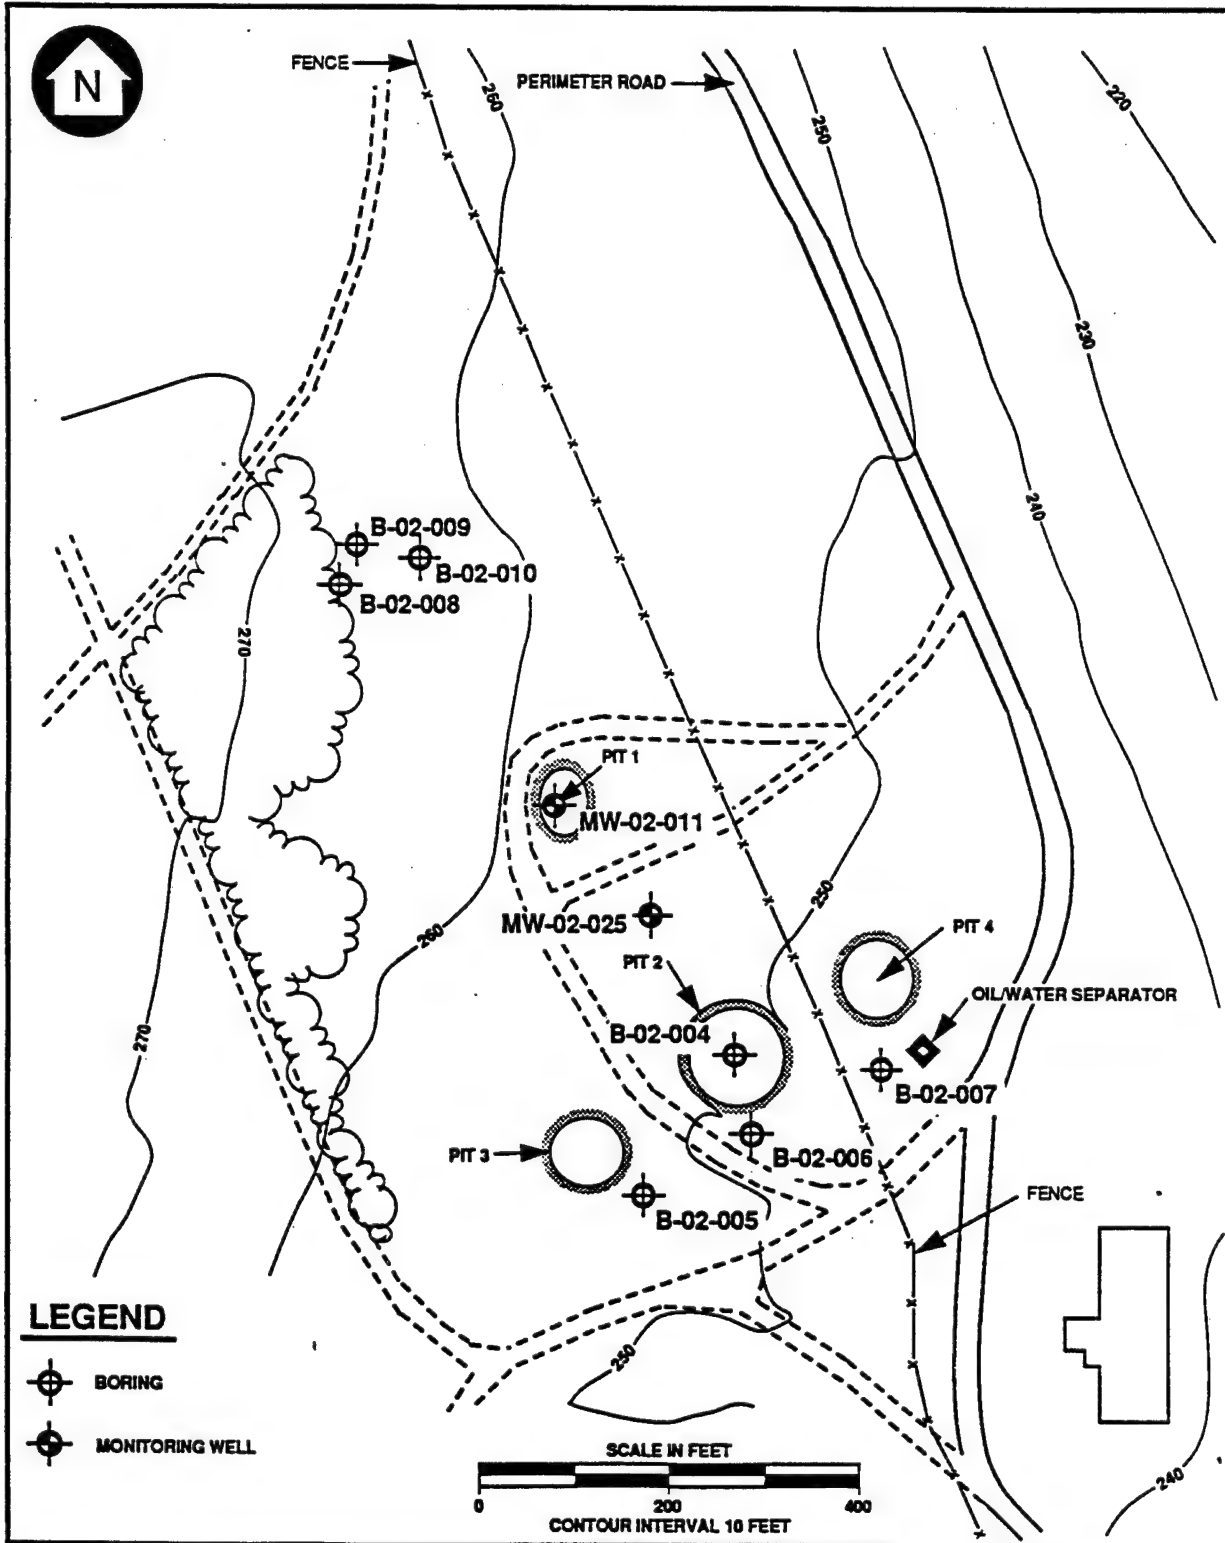 N
FENCE
PERIMETER ROAD
260
250
220
230
240
B-02-009
B-02-010
B-02-008
270
PIT 1
MW-02-011
250
MW-02-025
260
PIT 4
PIT 2
OIL/WATER SEPARATOR
B-02-004
270
B-02-007
PIT 3
B-02-006
B-02-005
FENCE
LEGEND
BORING
MONITORING WELL
250
240
SCALE IN FEET
0 200 400
CONTOUR INTERVAL 10 FEET